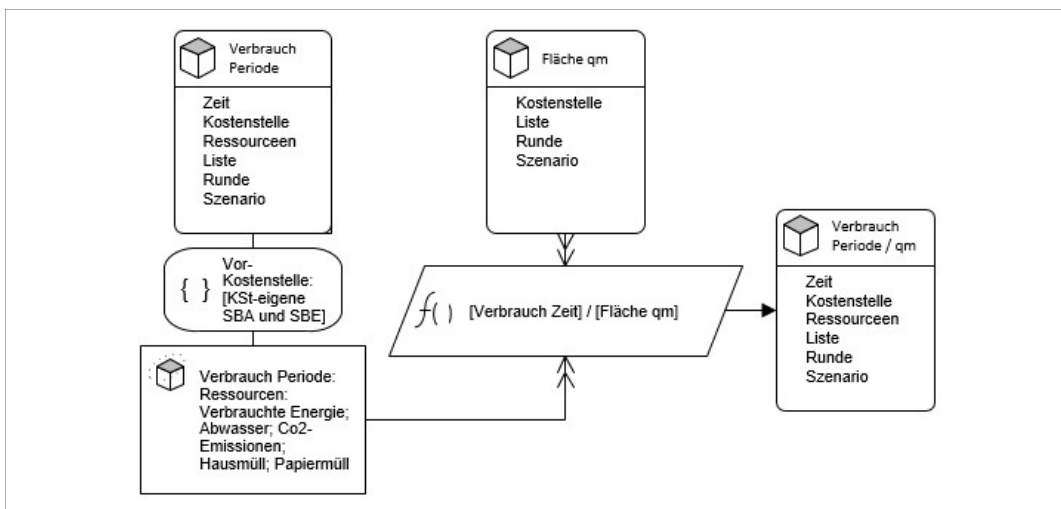 Verbrauch
Periode
Zeit
Kostenstelle
Ressourceen
Liste
Runde
Szenario
Fläche qm
Kostenstelle
Liste
Runde
Szenario
{ }
Vor-
Kostenstelle:
[KSt-eigene
SBA und SBE]
Verbrauch Periode:
Ressourcen:
Verbrauchte Energie;
Abwasser; Co2-
Emissionen;
Hausmüll; Papiermüll
f( ) [Verbrauch Zeit] / [Fläche qm]
Verbrauch
Periode / qm
Zeit
Kostenstelle
Ressourceen
Liste
Runde
Szenario